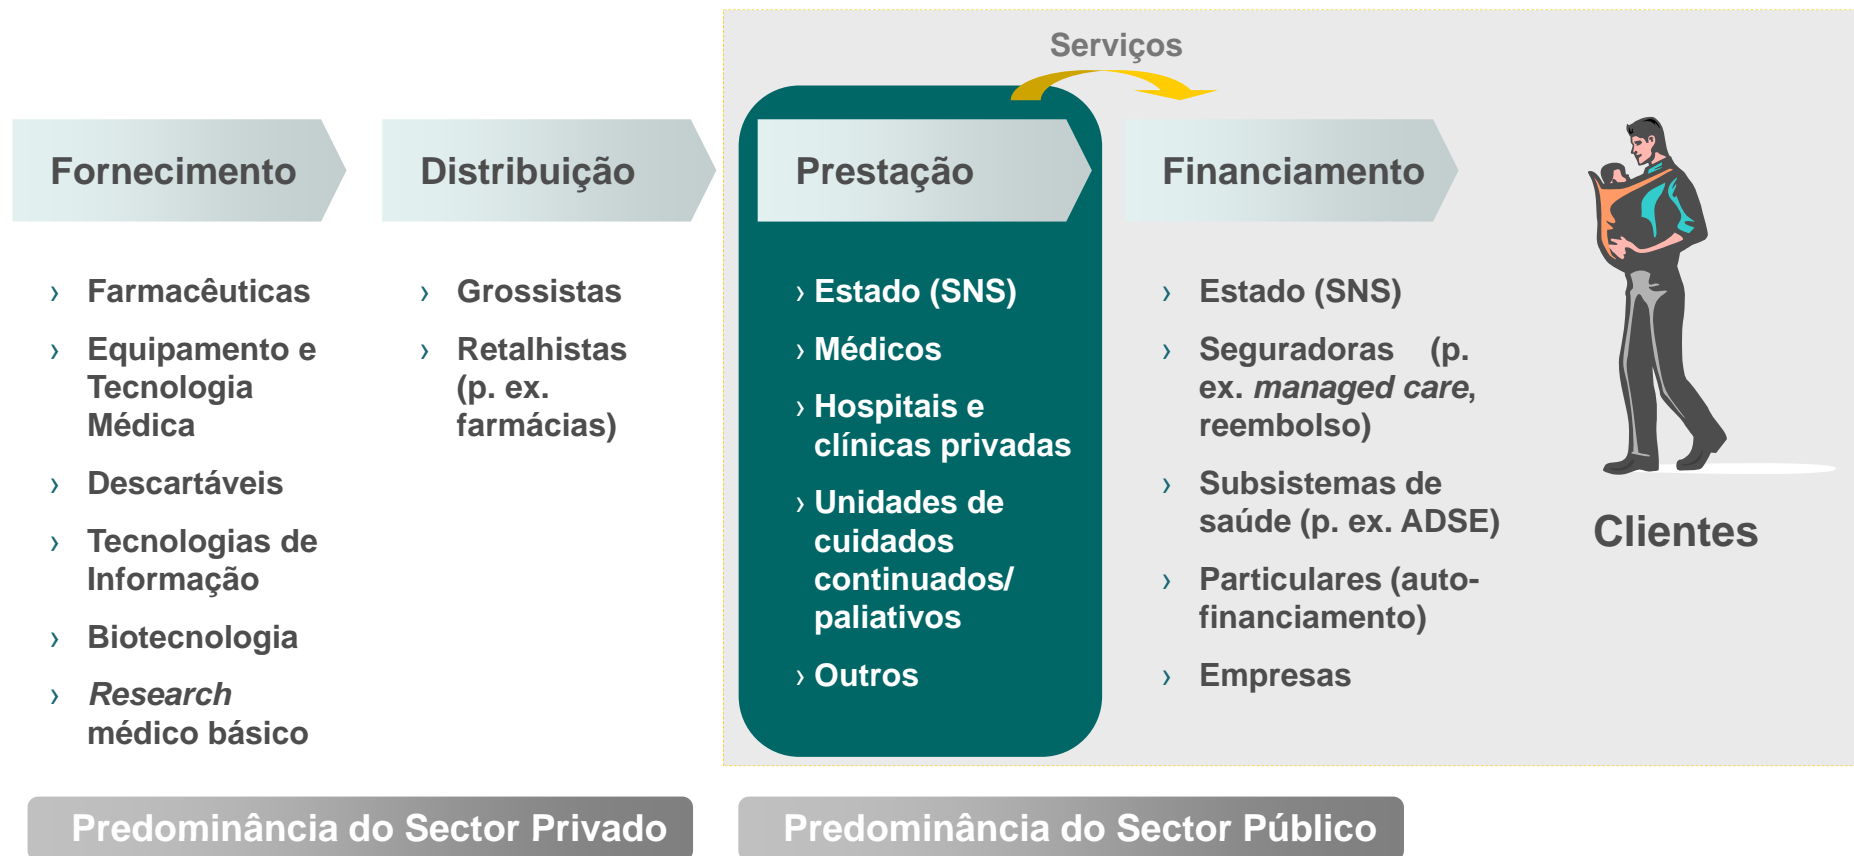 Serviços
Fornecimento
Distribuição
Prestação
Financiamento
› Farmacêuticas
› Equipamento e
Tecnologia
Médica
› Descartáveis
› Tecnologias de
Informação
› Biotecnologia
› Research
médico básico
› Grossistas
› Retalhistas
(p. ex.
farmácias)
› Estado (SNS)
› Médicos
› Hospitais e
clínicas privadas
› Unidades de
cuidados
continuados/
paliativos
› Outros
› Estado (SNS)
› Seguradoras (p.
ex. managed care,
reembolso)
› Subsistemas de
saúde (p. ex. ADSE)
› Particulares (auto-
financiamento)
› Empresas
Clientes
Predominância do Sector Privado
Predominância do Sector Público